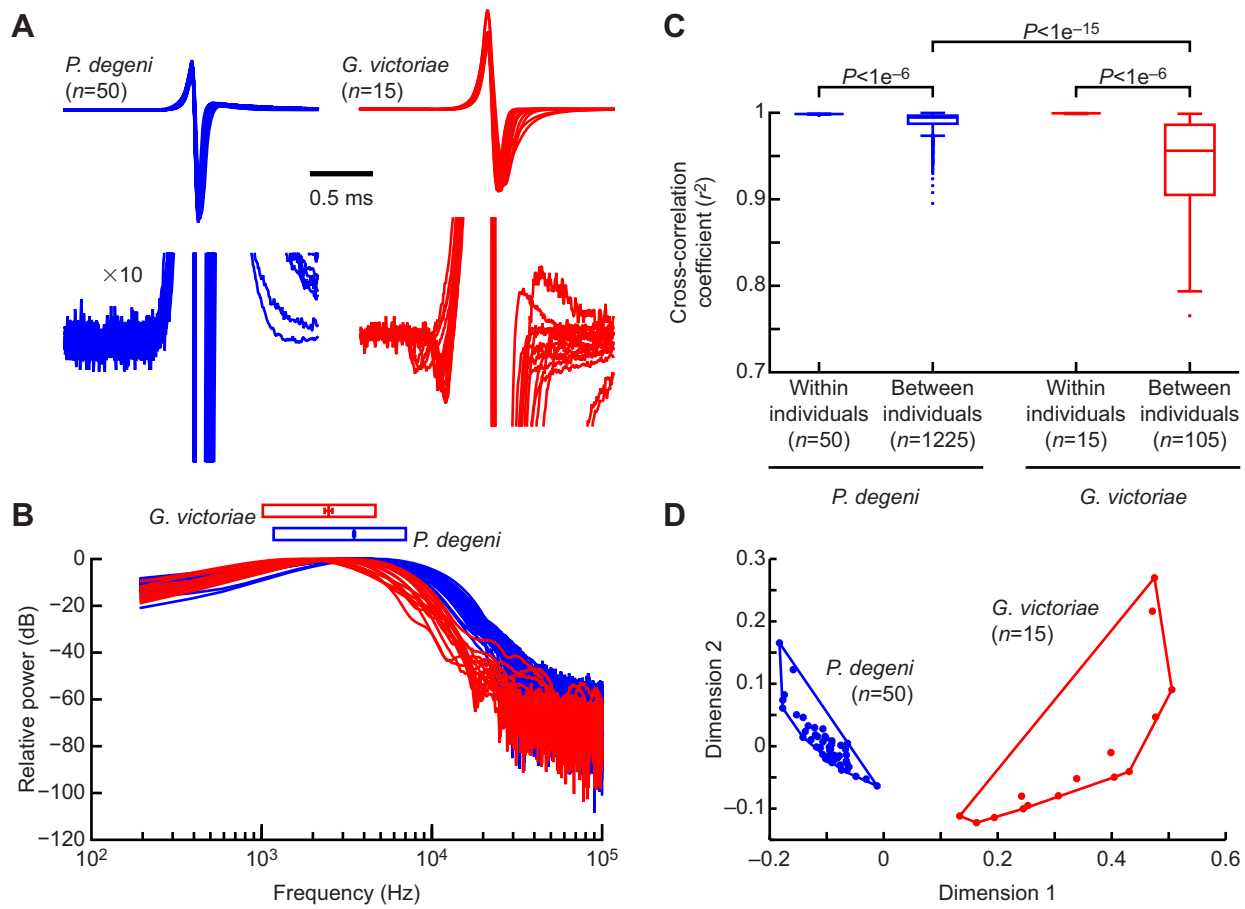 A
P. degeni
(n=50)
G. victoriae
(n=15)
0.5 ms
×10
B
G. victoriae
P. degeni
Relative power (dB)
0
−20
−40
−60
−80
−100
−120
10²
10³
10⁴
10⁵
Frequency (Hz)
C
P<1e⁻¹⁵
P<1e⁻⁶
P<1e⁻⁶
Cross-correlation
coefficient (r²)
1
0.9
0.8
0.7
Within
individuals
(n=50)
Between
individuals
(n=1225)
Within
individuals
(n=15)
Between
individuals
(n=105)
P. degeni
G. victoriae
D
Dimension 2
0.3
0.2
0.1
0
−0.1
G. victoriae
(n=15)
P. degeni
(n=50)
−0.2
0
0.2
0.4
0.6
Dimension 1